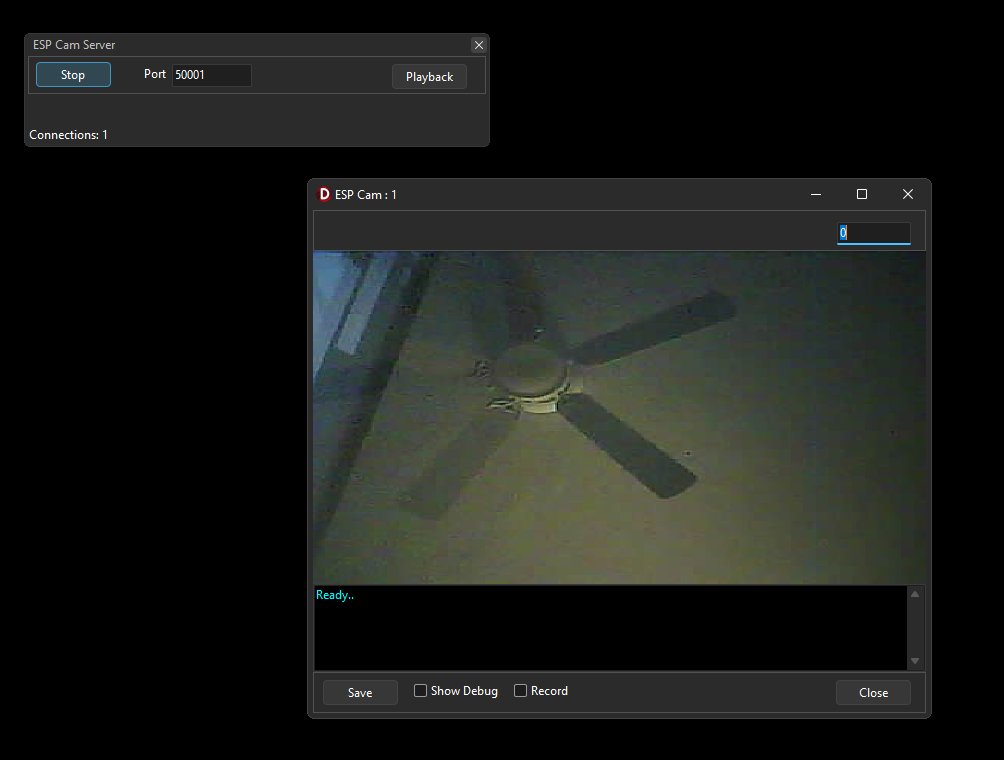 ESP Cam Server
Stop Port 50001 Playback
Connections: 1
D ESP Cam : 1
0
Ready..
Save Show Debug Record Close